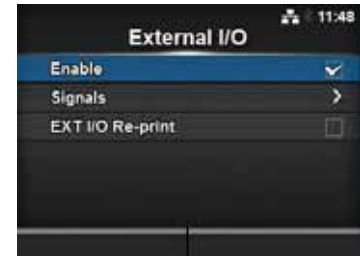 11:48
External I/O
Enable
Signals
EXT I/O Re-print